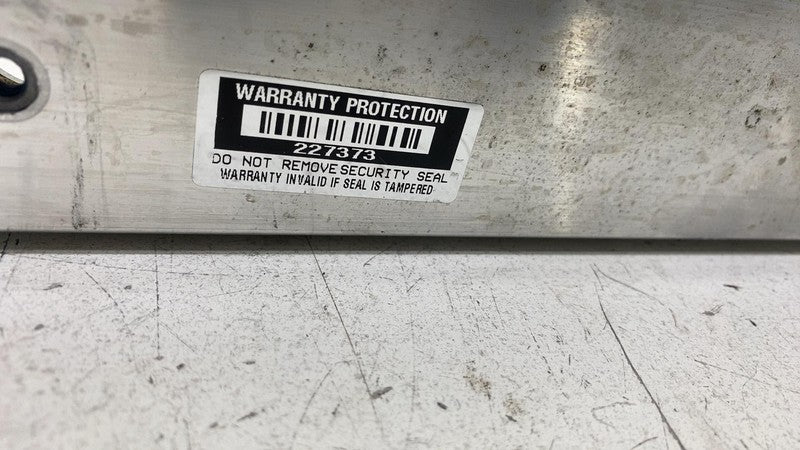 WARRANTY PROTECTION
227373
DO NOT REMOVE SECURITY SEAL
WARRANTY INVALID IF SEAL IS TAMPERED